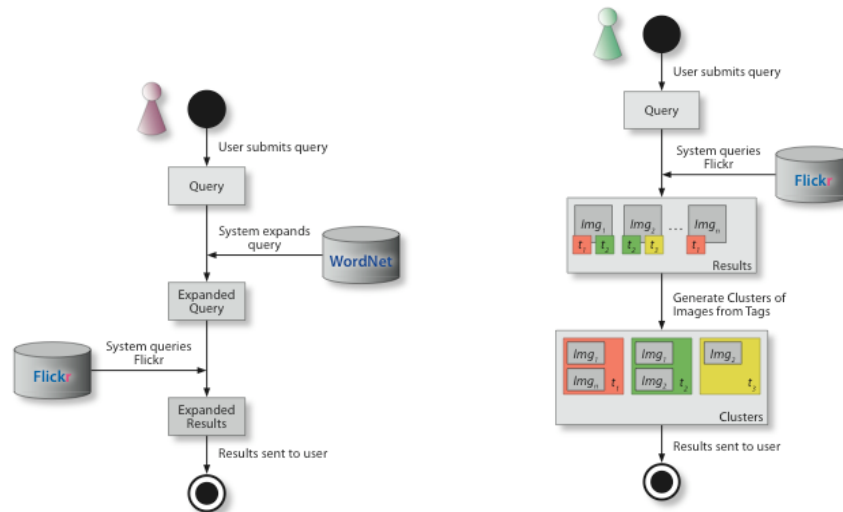 User submits query
Query
System expands
query
WordNet
Expanded
Query
System queries
Flickr
Flickr
Expanded
Results
Results sent to user
User submits query
Query
System queries
Flickr
Flickr
Img1 Img2 ... Imgn
t1 t2 t2 t3 t1
Results
Generate Clusters of
Images from Tags
Img1 Img1 Img2
Imgn t1 Img2 t2 t3
Clusters
Results sent to user